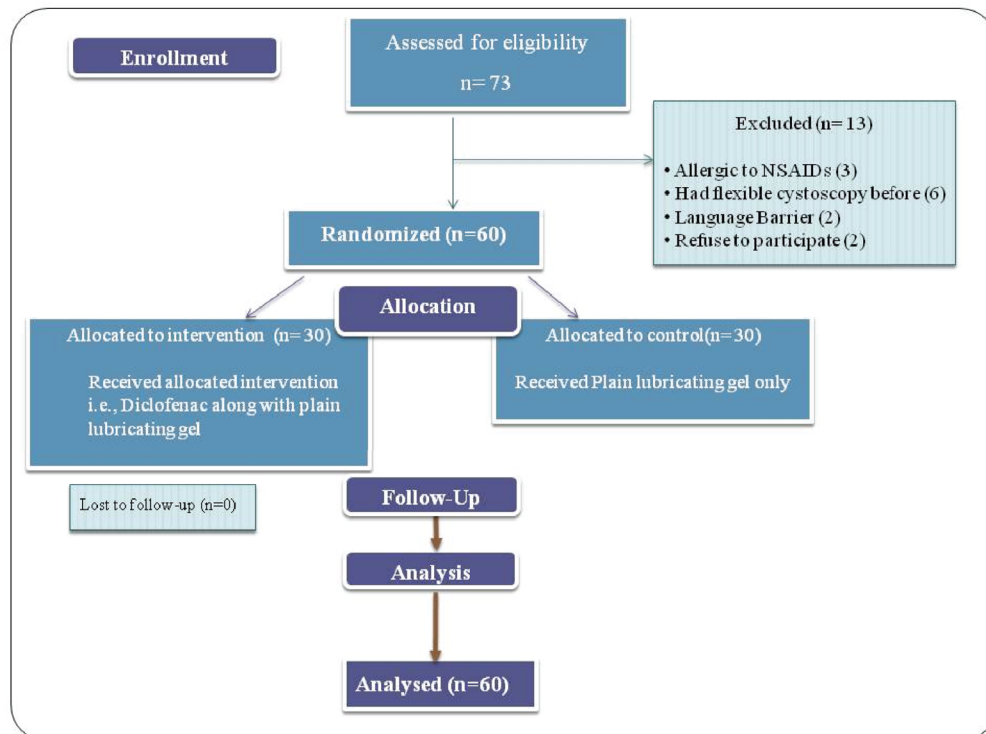 Enrollment
Assessed for eligibility
n= 73
Excluded (n= 13)
• Allergic to NSAIDs (3)
• Had flexible cystoscopy before (6)
• Language Barrier (2)
• Refuse to participate (2)
Randomized (n=60)
Allocation
Allocated to intervention (n= 30)
Received allocated intervention
i.e., Diclofenac along with plain
lubricating gel
Allocated to control(n=30)
Received Plain lubricating gel only
Lost to follow-up (n=0)
Follow-Up
Analysis
Analysed (n=60)